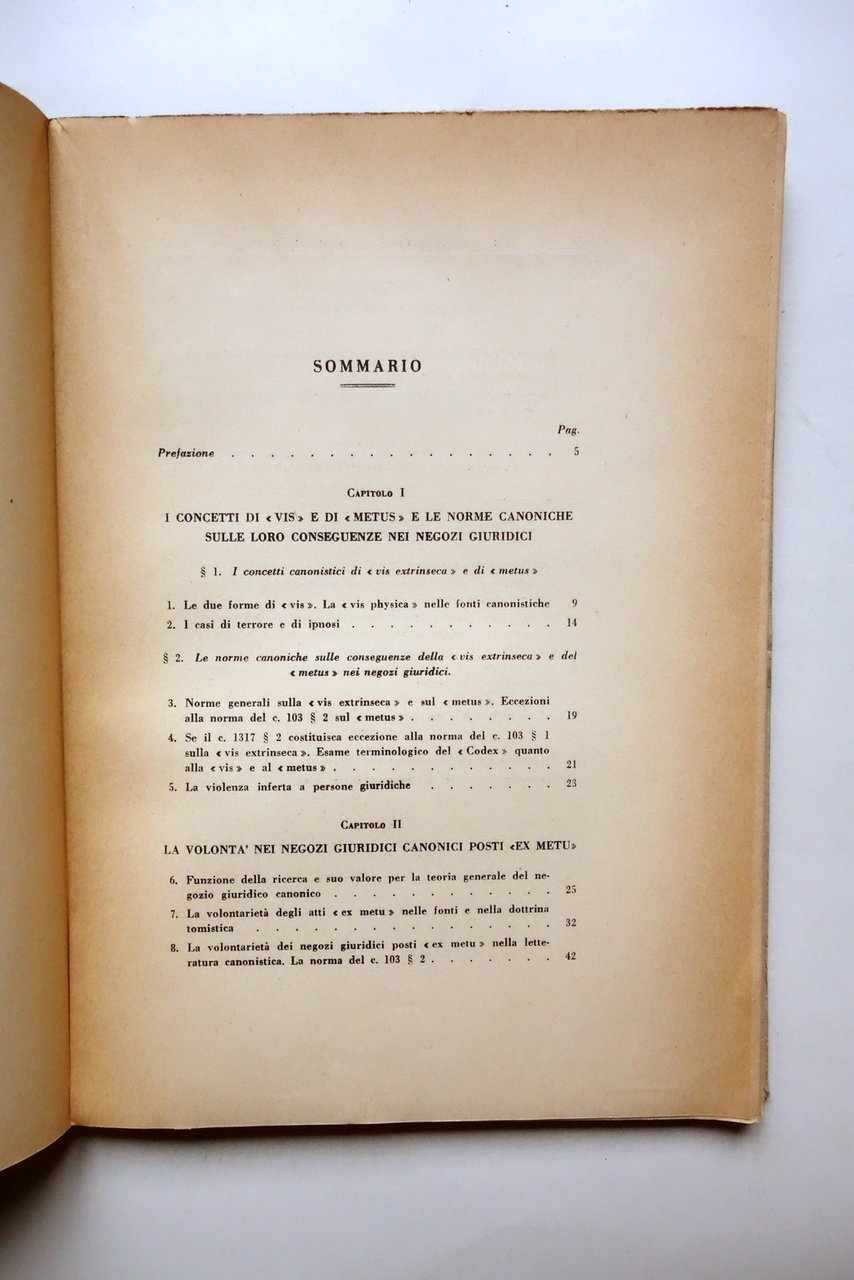 SOMMARIO
Pag.
Prefazione . . . . . . . . . . . . . . . . . 5
Capitolo I
I CONCETTI DI «VIS» E DI «METUS» E LE NORME CANONICHE
SULLE LORO CONSEGUENZE NEI NEGOZI GIURIDICI
§ 1. I concetti canonistici di «vis extrinseca» e di «metus»
1. Le due forme di «vis». La «vis physica» nelle fonti canonistiche 9
2. I casi di terrore e di ipnosi . . . . . . . . . . . 14
§ 2. Le norme canoniche sulle conseguenze della «vis extrinseca» e del
«metus» nei negozi giuridici.
3. Norme generali sulla «vis extrinseca» e sul «metus». Eccezioni
alla norma del c. 103 § 2 sul «metus» . . . . . . . . 19
4. Se il c. 1317 § 2 costituisca eccezione alla norma del c. 103 § 1
sulla «vis extrinseca». Esame terminologico del «Codex» quanto
alla «vis» e al «metus» . . . . . . . . . . . . 21
5. La violenza inferta a persone giuridiche . . . . . . . 23
Capitolo II
LA VOLONTA' NEI NEGOZI GIURIDICI CANONICI POSTI «EX METU»
6. Funzione della ricerca e suo valore per la teoria generale del ne-
gozio giuridico canonico . . . . . . . . . . . . 25
7. La volontarietà degli atti «ex metu» nelle fonti e nella dottrina
tomistica . . . . . . . . . . . . . . . 32
8. La volontarietà dei negozi giuridici posti «ex metu» nella lette-
ratura canonistica. La norma del c. 103 § 2 . . . . . . . 42